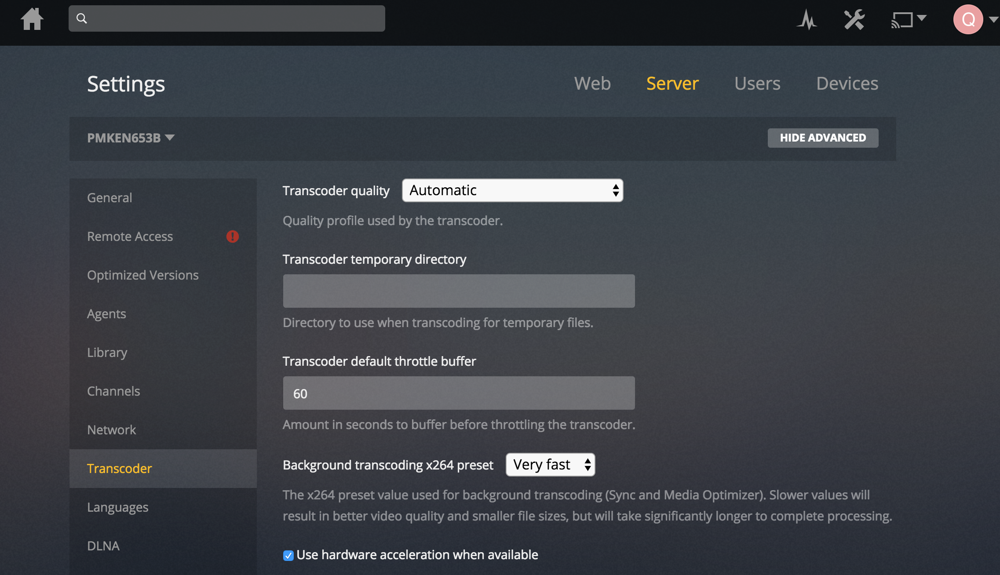 Q
Settings
Web Server Users Devices
PMKEN653B
HIDE ADVANCED
General
Remote Access
!
Optimized Versions
Agents
Library
Channels
Network
Transcoder
Languages
DLNA
Transcoder quality Automatic
Quality profile used by the transcoder.
Transcoder temporary directory
Directory to use when transcoding for temporary files.
Transcoder default throttle buffer
60
Amount in seconds to buffer before throttling the transcoder.
Background transcoding x264 preset Very fast
The x264 preset value used for background transcoding (Sync and Media Optimizer). Slower values will
result in better video quality and smaller file sizes, but will take significantly longer to complete processing.
Use hardware acceleration when available